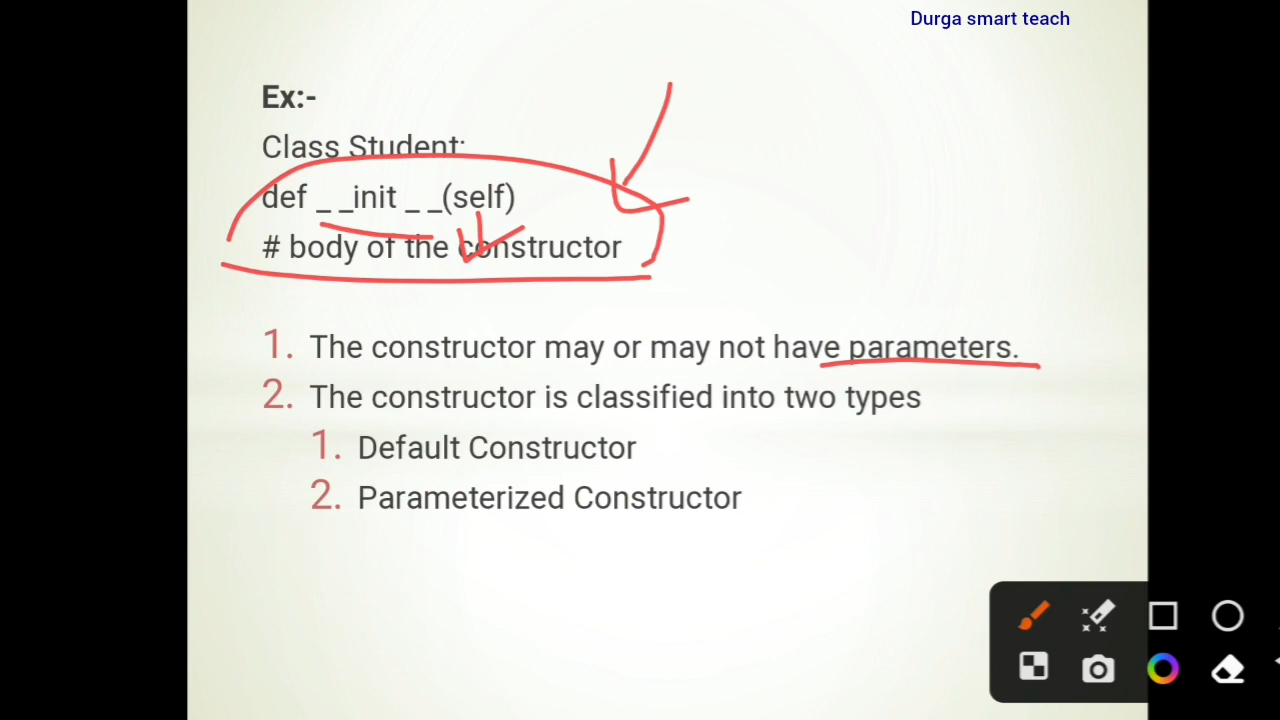 Durga smart teach
Ex:-
Class Student:
def _ _init _ _(self)
# body of the constructor
1. The constructor may or may not have parameters.
2. The constructor is classified into two types
1. Default Constructor
2. Parameterized Constructor